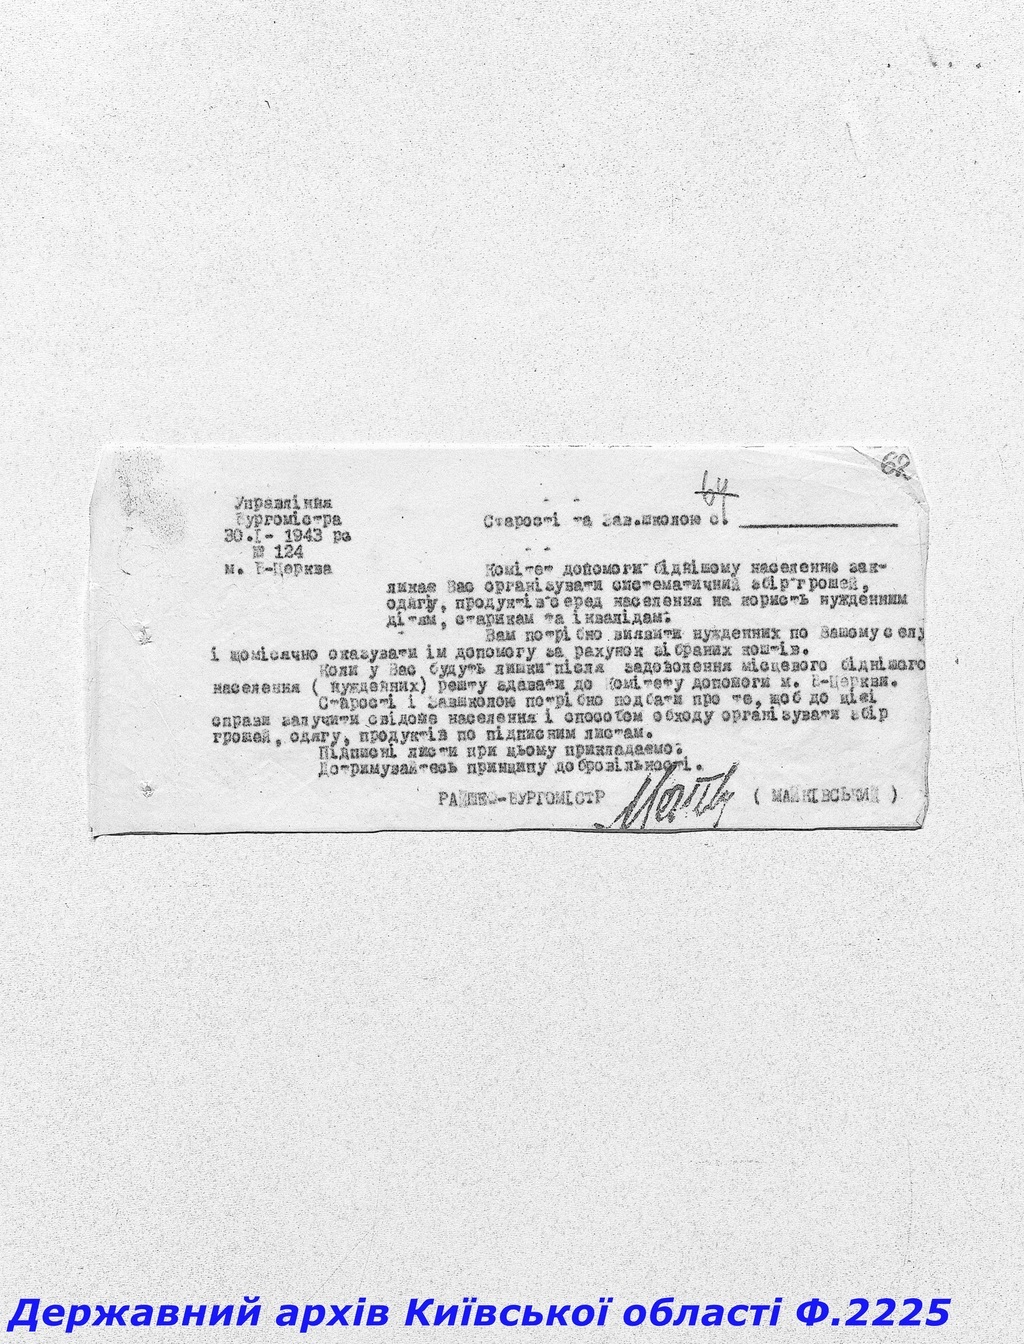 62
64
Управління
Бургомістра
30.I- 1943 р.
№ 124
м. Б-Церква
Старості та Зав.школою с.
Комітет допомоги біднішому населенню зак-
ликає Вас організувати систематичний збір грошей,
одягу, продуктів серед населення на користь нужденним
дітям, старикам та інвалідам.
Вам потрібно виявити нужденних по Вашому селу
і щомісячно оказувати їм допомогу за рахунок зібраних коштів.
Коли у Вас будуть лишки після задоволення місцевого біднішого
населення ( нужденних) решту здавати до Комітету допомоги м. Б-Церкви.
Старості і Завшколою потрібно подбати про те, щоб до цієї
справи залучити свідоме населення і способом обходу організувати збір
грошей, одягу, продуктів по підписним листам.
Підписні листи при цьому прикладаємо.
Дотримувайтесь принципу добровільності.
РАЙШЕФ-БУРГОМІСТР ( МАЙКІВСЬКИЙ )
Державний архів Київської області Ф.2225